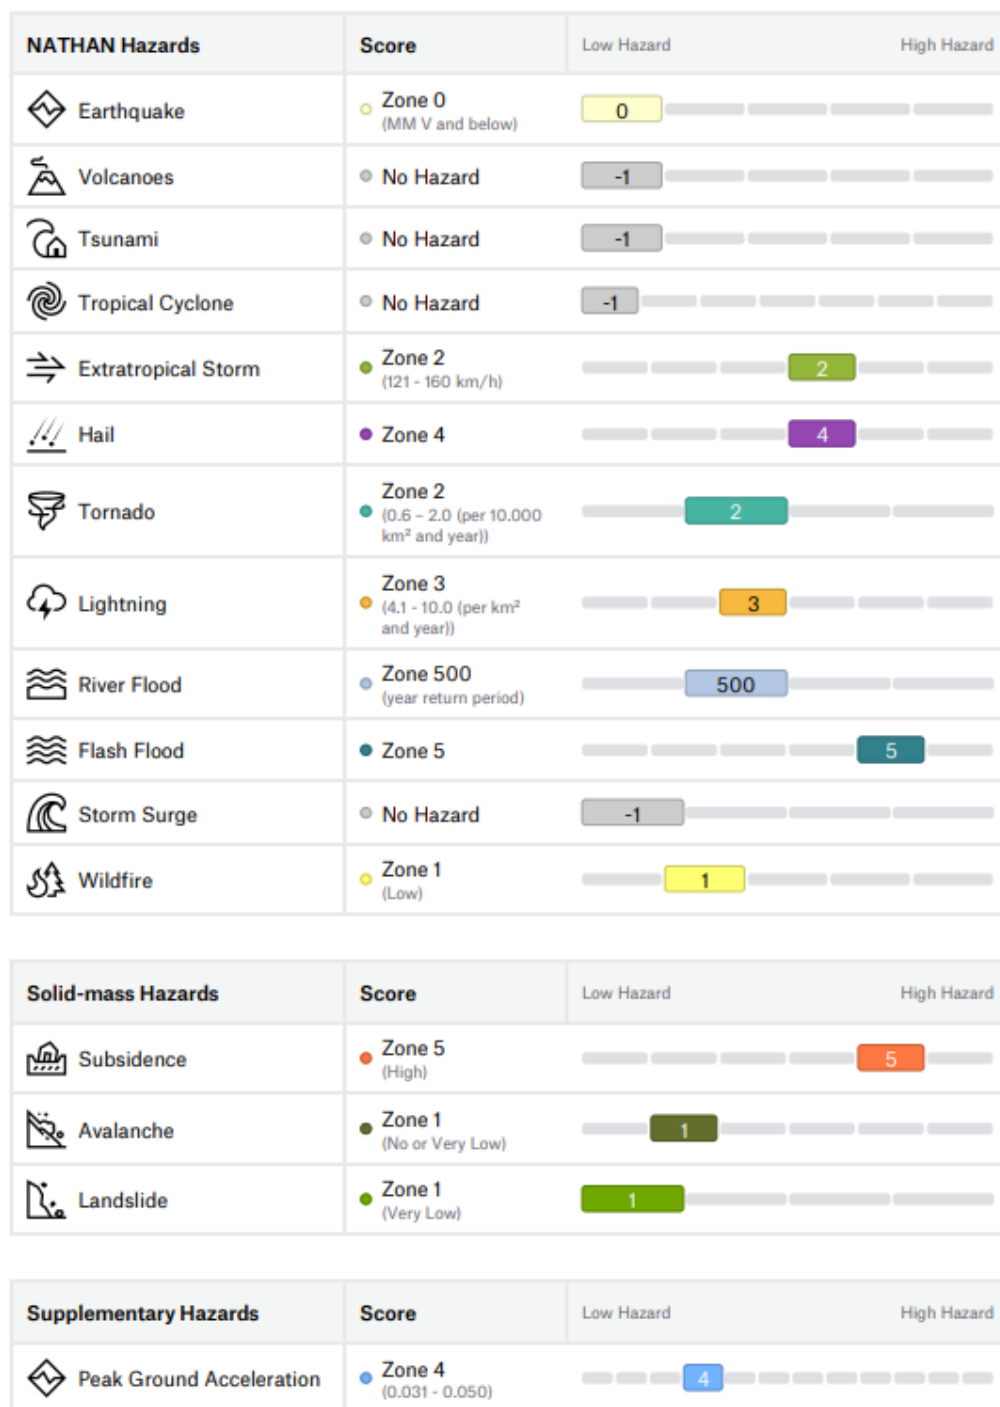 NATHAN Hazards Score Low Hazard High Hazard
Earthquake Zone 0 0
(MM V and below)
Volcanoes No Hazard -1
Tsunami No Hazard -1
Tropical Cyclone No Hazard -1
Extratropical Storm Zone 2 2
(121 - 160 km/h)
Hail Zone 4 4
Tornado Zone 2 2
(0.6 – 2.0 (per 10.000
km² and year))
Lightning Zone 3 3
(4.1 - 10.0 (per km²
and year))
River Flood Zone 500 500
(year return period)
Flash Flood Zone 5 5
Storm Surge No Hazard -1
Wildfire Zone 1 1
(Low)
Solid-mass Hazards Score Low Hazard High Hazard
Subsidence Zone 5 5
(High)
Avalanche Zone 1 1
(No or Very Low)
Landslide Zone 1 1
(Very Low)
Supplementary Hazards Score Low Hazard High Hazard
Peak Ground Acceleration Zone 4 4
(0.031 - 0.050)